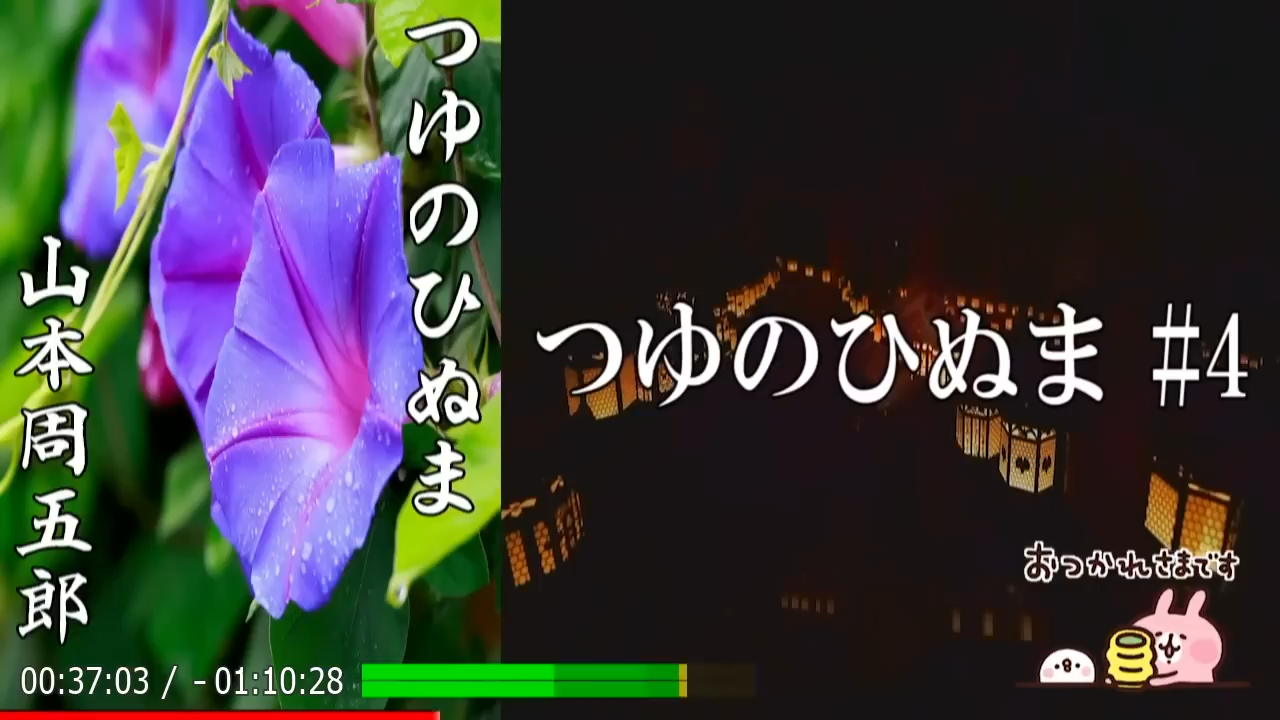 つゆのひぬま
山本周五郎
つゆのひぬま #4
おつかれさまです
00:37:03 / -01:10:28